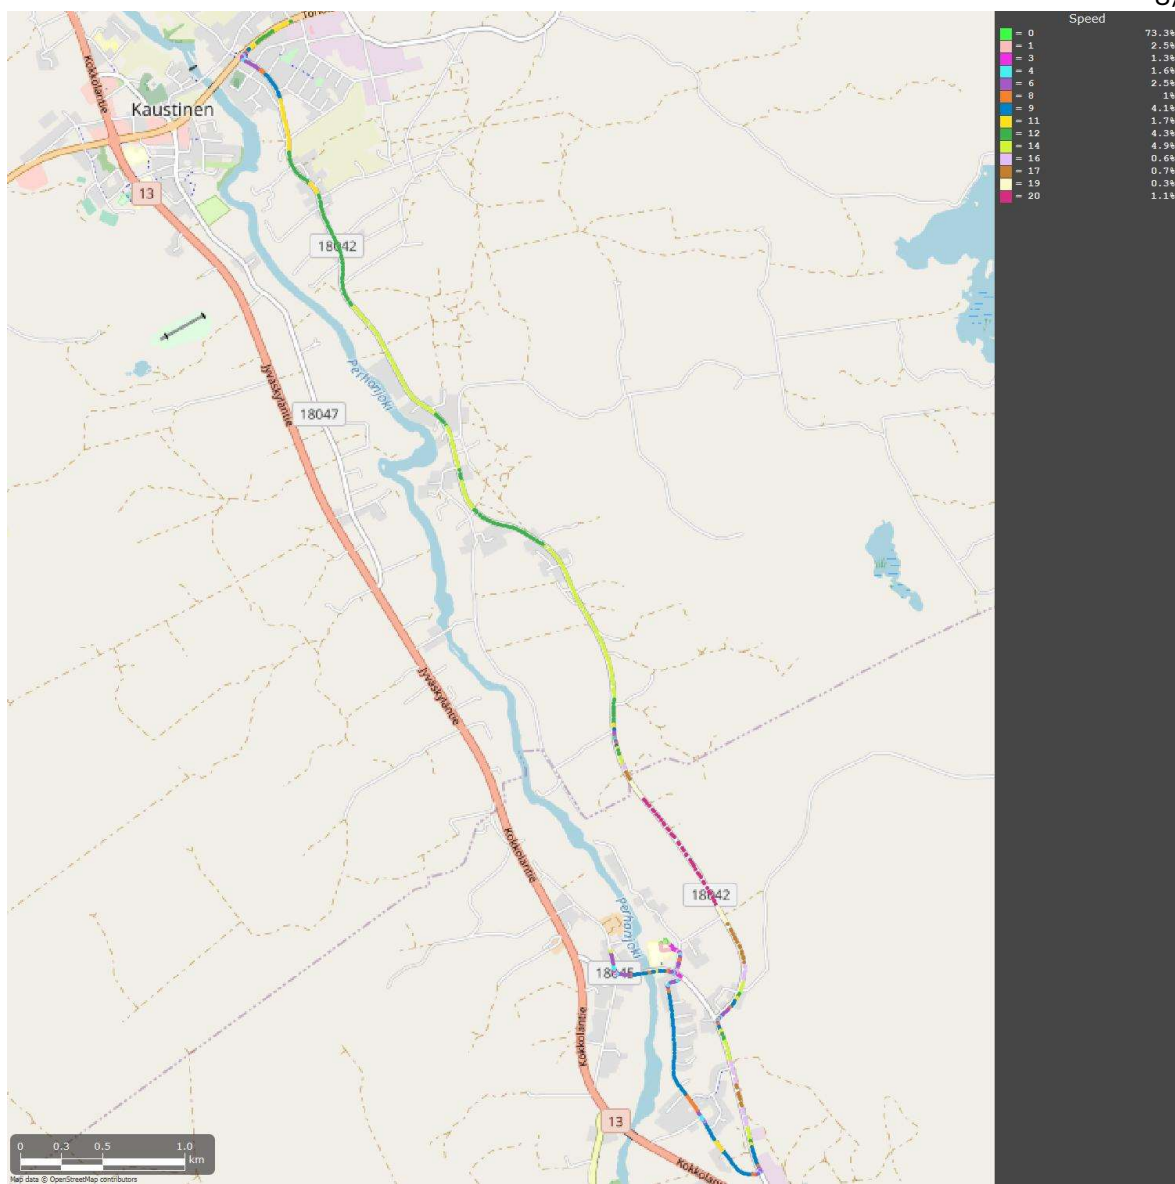 Speed
= 0 73.3%
= 1 2.5%
= 3 1.3%
= 4 1.6%
= 6 2.5%
= 8 1%
= 9 4.1%
= 11 1.7%
= 12 4.3%
= 14 4.9%
= 16 0.6%
= 17 0.7%
= 19 0.3%
= 20 1.1%
Kokkolantie
Kaustinen
13
18042
Perhonjoki
Jyväskyläntie
18047
Jyväskyläntie
Kokkolantie
18042
Perhonjoki
18045
Kokkolantie
13
0 0.3 0.5 1.0
km
Map data © OpenStreetMap contributors